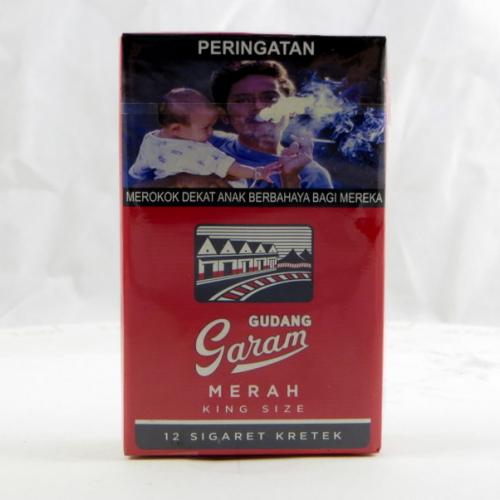 PERINGATAN
MEROKOK DEKAT ANAK BERBAHAYA BAGI MEREKA
GUDANG
Garam
MERAH
KING SIZE
12 SIGARET KRETEK